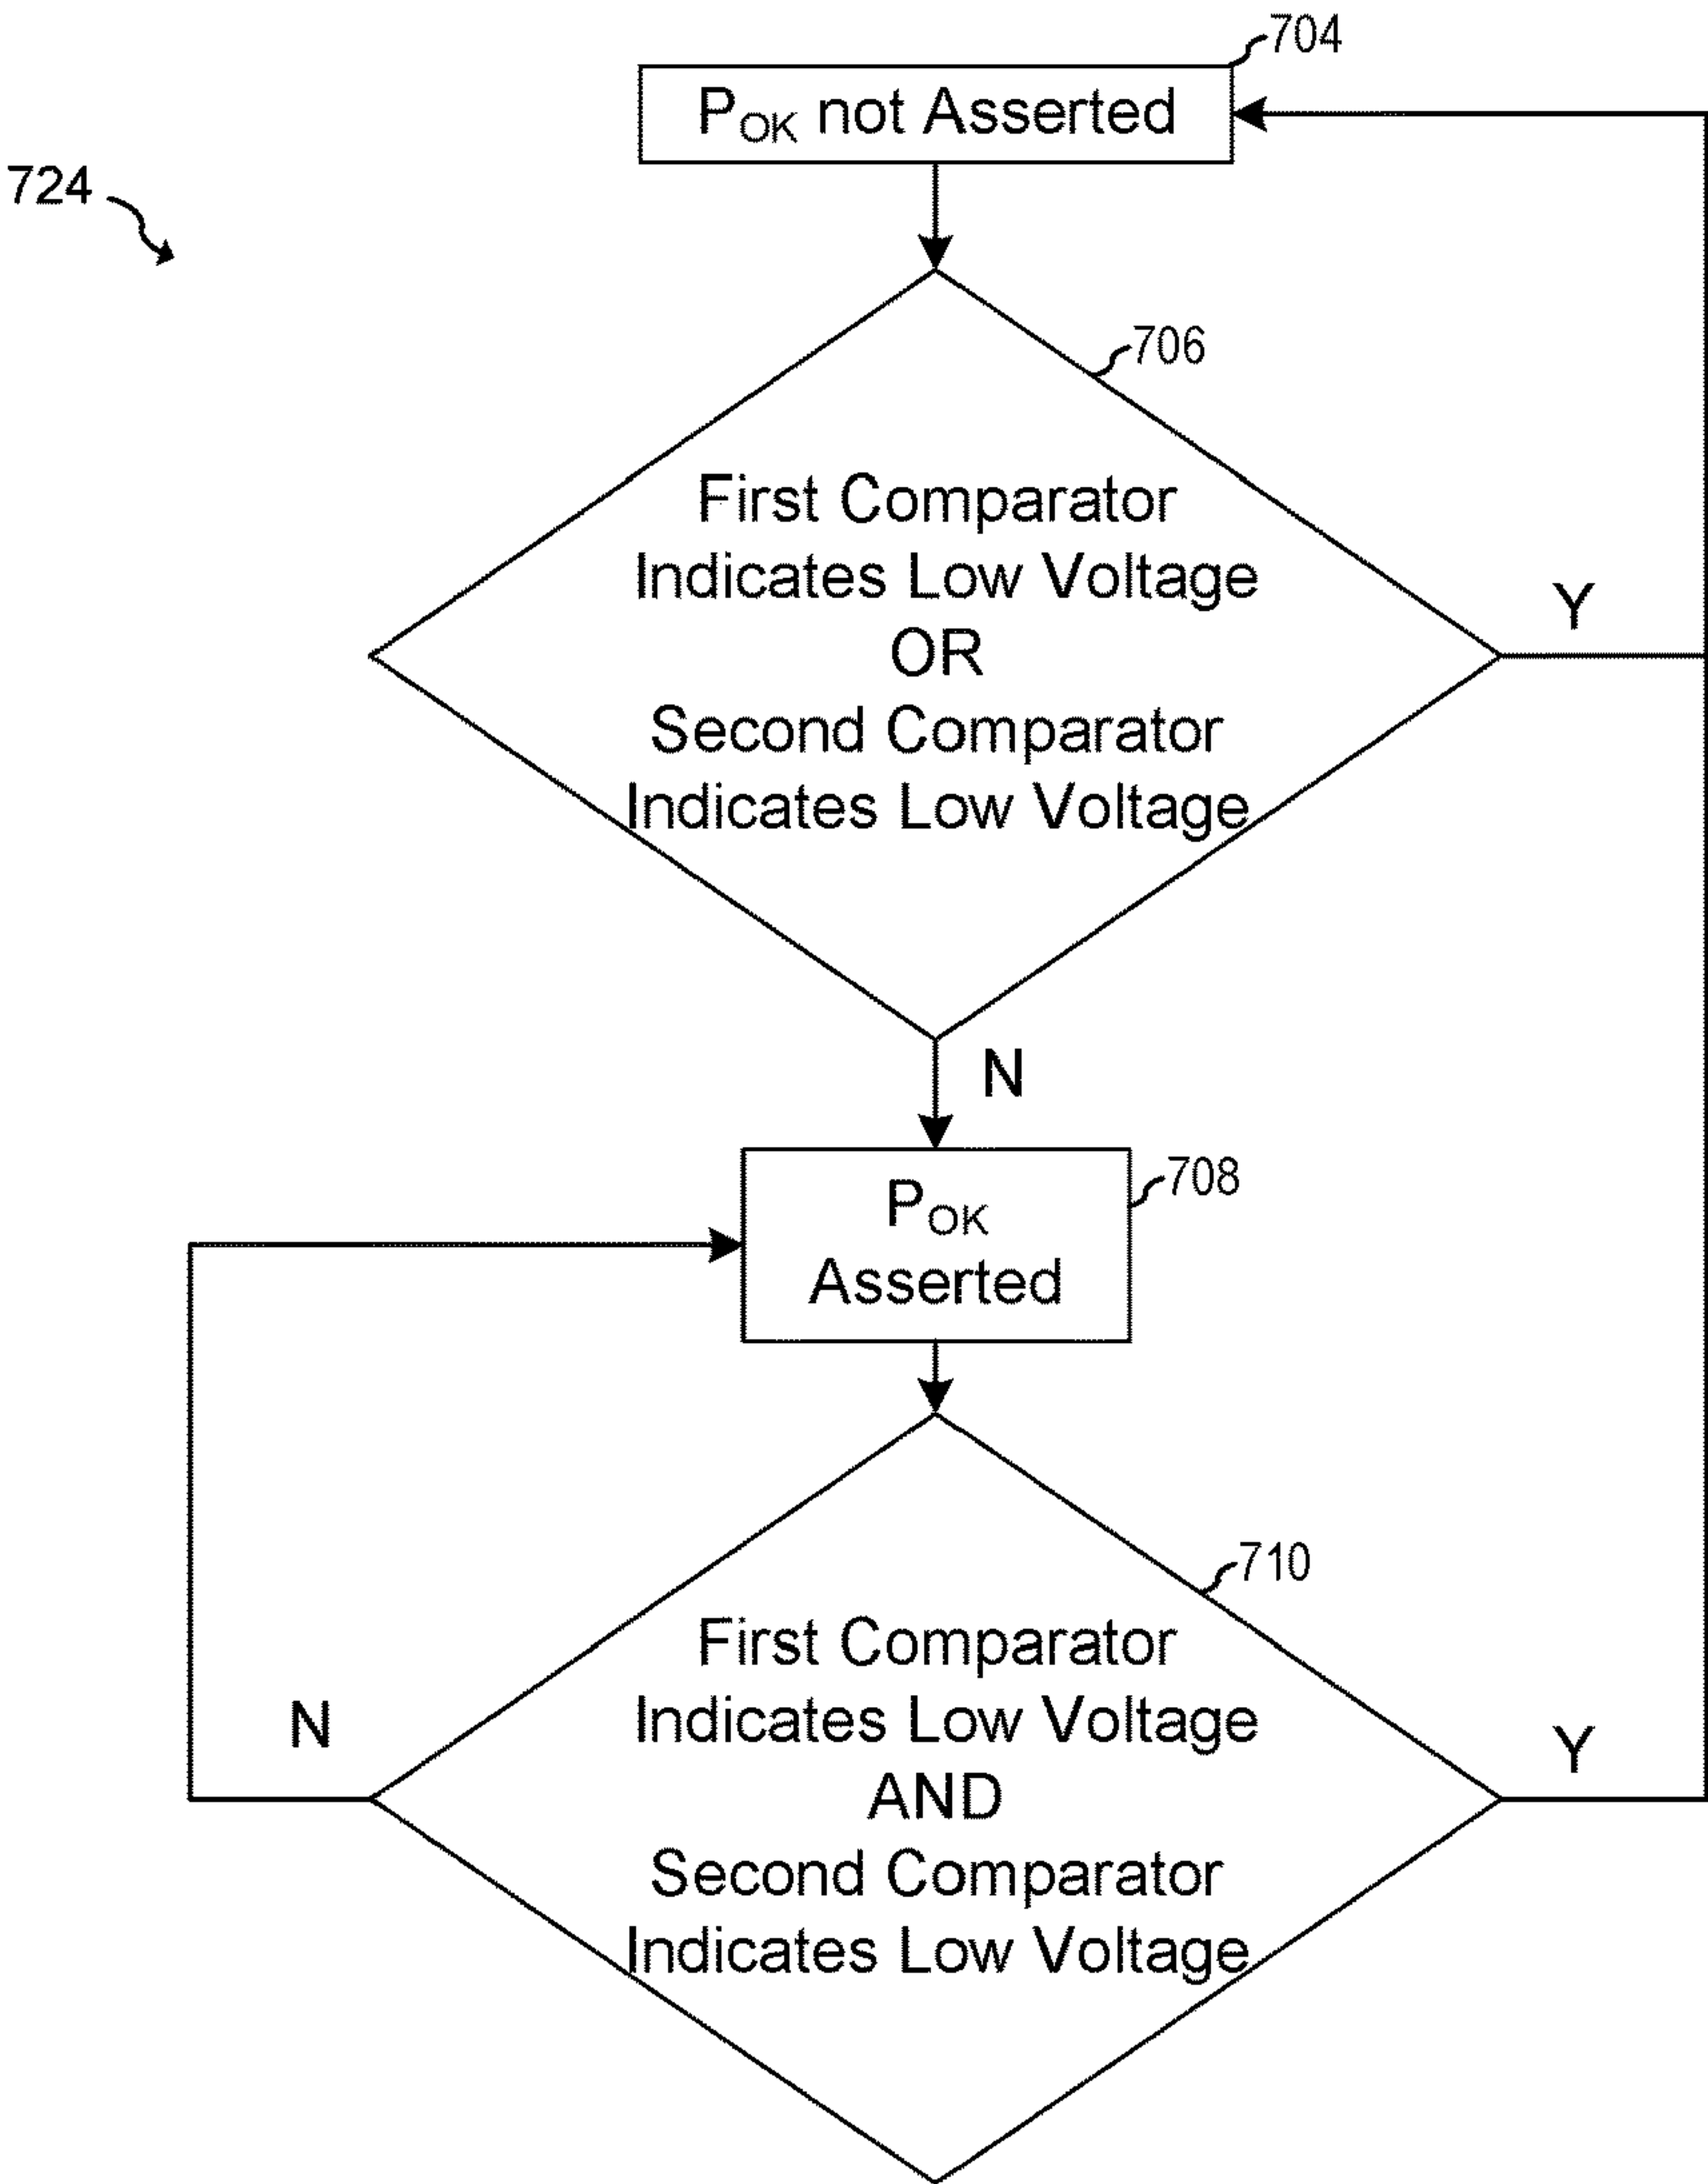 704
P_OK not Asserted
724
706
First Comparator
Indicates Low Voltage
OR
Second Comparator
Indicates Low Voltage
Y
N
708
P_OK
Asserted
710
First Comparator
Indicates Low Voltage
AND
Second Comparator
Indicates Low Voltage
N
Y